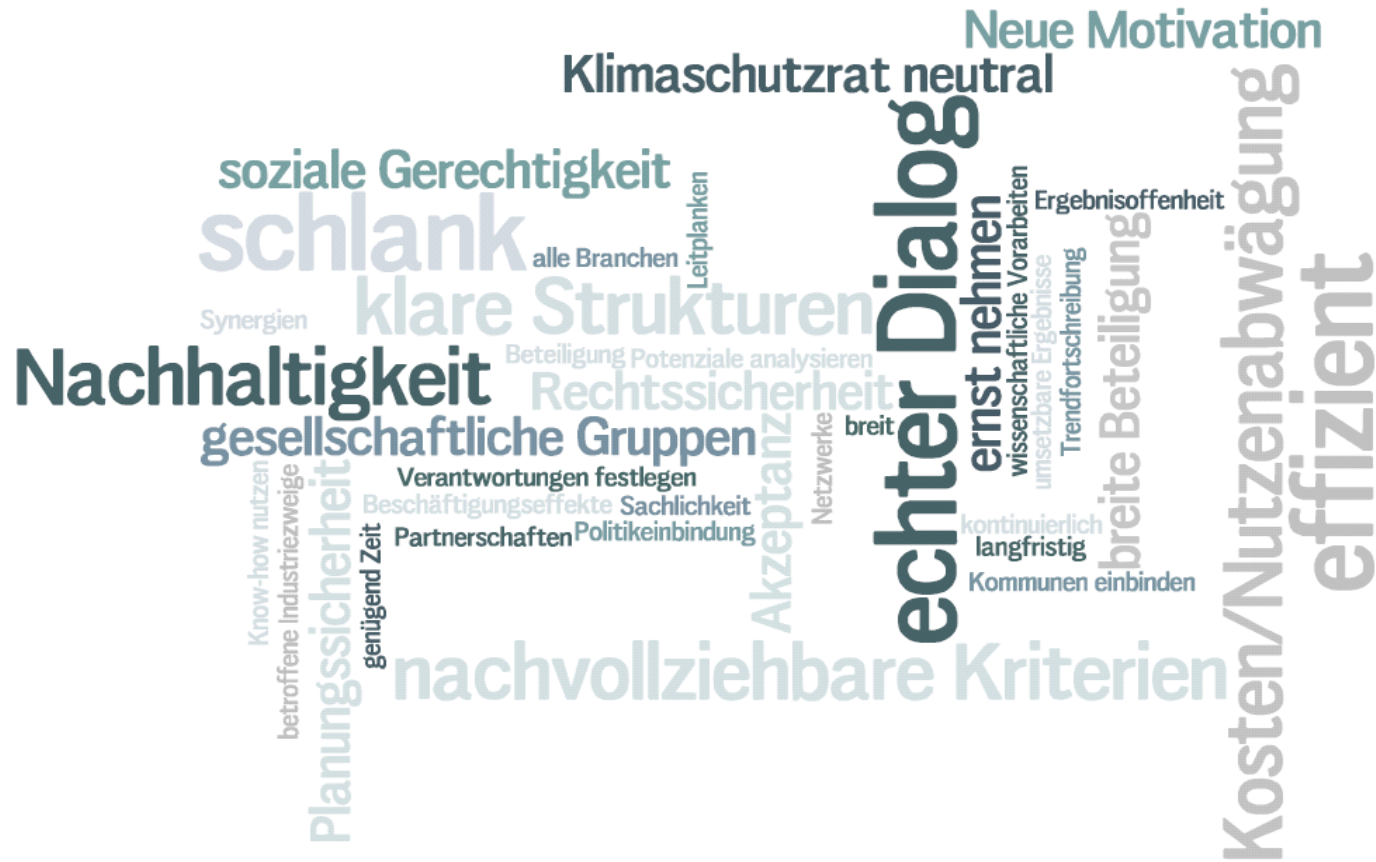 Neue Motivation
Klimaschutzrat neutral
soziale Gerechtigkeit
schlank
alle Branchen
Leitplanken
Synergien
klare Strukturen
Nachhaltigkeit
Beteiligung
Potenziale analysieren
Rechtssicherheit
gesellschaftliche Gruppen
breit
Verantwortungen festlegen
Beschäftigungseffekte
Sachlichkeit
Partnerschaften
Politikeinbindung
Know-how nutzen
betroffene Industriezweige
Planungssicherheit
genügend Zeit
Akzeptanz
Netzwerke
echter Dialog
ernst nehmen
wissenschaftliche Vorarbeiten
Ergebnisoffenheit
umsetzbare Ergebnisse
Trendfortschreibung
breite Beteiligung
kontinuierlich
langfristig
Kommunen einbinden
nachvollziehbare Kriterien
Kosten/Nutzenabwägung
effizient